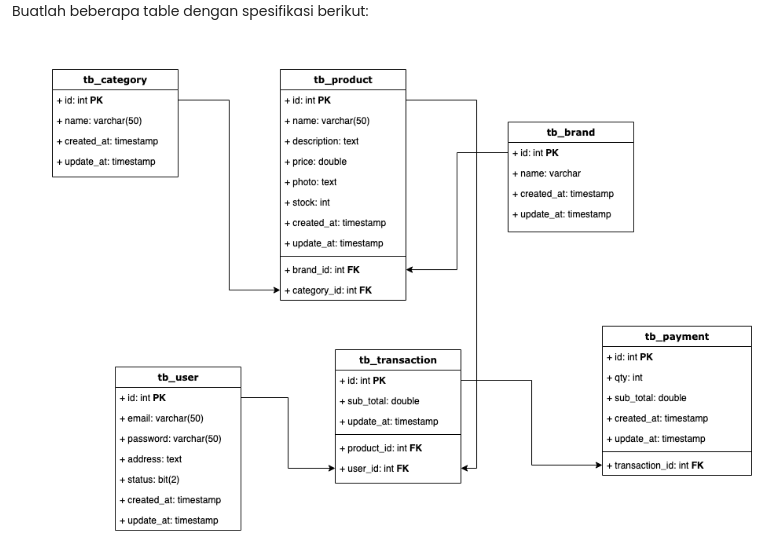 Buatlah beberapa table dengan spesifikasi berikut:
tb_category
+ id: int PK
+ name: varchar(50)
+ created_at: timestamp
+ update_at: timestamp
tb_product
+ id: int PK
+ name: varchar(50)
+ description: text
+ price: double
+ photo: text
+ stock: int
+ created_at: timestamp
+ update_at: timestamp
+ brand_id: int FK
+ category_id: int FK
tb_brand
+ id: int PK
+ name: varchar
+ created_at: timestamp
+ update_at: timestamp
tb_user
+ id: int PK
+ email: varchar(50)
+ password: varchar(50)
+ address: text
+ status: bit(2)
+ created_at: timestamp
+ update_at: timestamp
tb_transaction
+ id: int PK
+ sub_total: double
+ update_at: timestamp
+ product_id: int FK
+ user_id: int FK
tb_payment
+ id: int PK
+ qty: int
+ sub_total: double
+ created_at: timestamp
+ update_at: timestamp
+ transaction_id: int FK